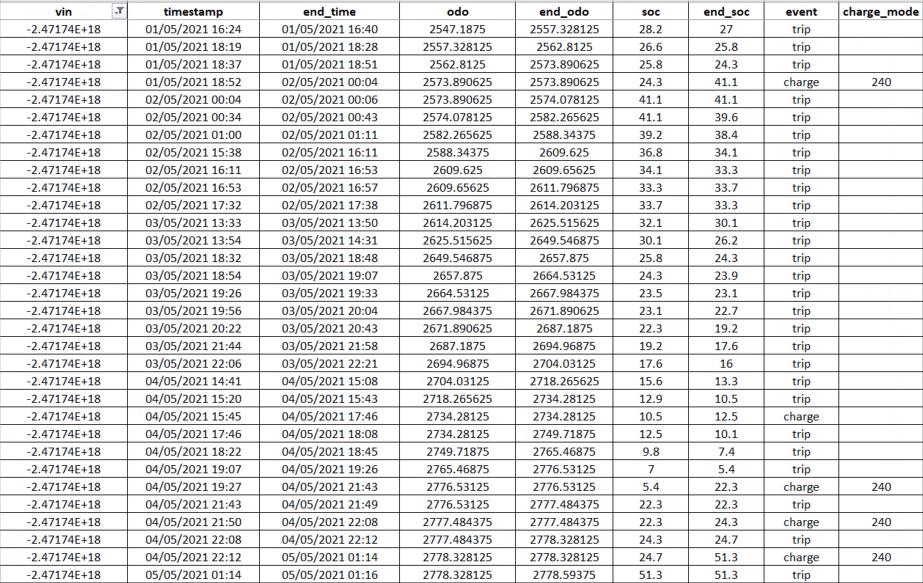 vin timestamp end_time odo end_odo soc end_soc event charge_mode
-2.47174E+18 01/05/2021 16:24 01/05/2021 16:40 2547.1875 2557.328125 28.2 27 trip
-2.47174E+18 01/05/2021 18:19 01/05/2021 18:28 2557.328125 2562.8125 26.6 25.8 trip
-2.47174E+18 01/05/2021 18:37 01/05/2021 18:51 2562.8125 2573.890625 25.8 24.3 trip
-2.47174E+18 01/05/2021 18:52 02/05/2021 00:04 2573.890625 2573.890625 24.3 41.1 charge 240
-2.47174E+18 02/05/2021 00:04 02/05/2021 00:06 2573.890625 2574.078125 41.1 41.1 trip
-2.47174E+18 02/05/2021 00:34 02/05/2021 00:43 2574.078125 2582.265625 41.1 39.6 trip
-2.47174E+18 02/05/2021 01:00 02/05/2021 01:11 2582.265625 2588.34375 39.2 38.4 trip
-2.47174E+18 02/05/2021 15:38 02/05/2021 16:11 2588.34375 2609.625 36.8 34.1 trip
-2.47174E+18 02/05/2021 16:11 02/05/2021 16:53 2609.625 2609.65625 34.1 33.3 trip
-2.47174E+18 02/05/2021 16:53 02/05/2021 16:57 2609.65625 2611.796875 33.3 33.7 trip
-2.47174E+18 02/05/2021 17:32 02/05/2021 17:38 2611.796875 2614.203125 33.7 33.3 trip
-2.47174E+18 03/05/2021 13:33 03/05/2021 13:50 2614.203125 2625.515625 32.1 30.1 trip
-2.47174E+18 03/05/2021 13:54 03/05/2021 14:31 2625.515625 2649.546875 30.1 26.2 trip
-2.47174E+18 03/05/2021 18:32 03/05/2021 18:48 2649.546875 2657.875 25.8 24.3 trip
-2.47174E+18 03/05/2021 18:54 03/05/2021 19:07 2657.875 2664.53125 24.3 23.9 trip
-2.47174E+18 03/05/2021 19:26 03/05/2021 19:33 2664.53125 2667.984375 23.5 23.1 trip
-2.47174E+18 03/05/2021 19:56 03/05/2021 20:04 2667.984375 2671.890625 23.1 22.7 trip
-2.47174E+18 03/05/2021 20:22 03/05/2021 20:43 2671.890625 2687.1875 22.3 19.2 trip
-2.47174E+18 03/05/2021 21:44 03/05/2021 21:58 2687.1875 2694.96875 19.2 17.6 trip
-2.47174E+18 03/05/2021 22:06 03/05/2021 22:21 2694.96875 2704.03125 17.6 16 trip
-2.47174E+18 04/05/2021 14:41 04/05/2021 15:08 2704.03125 2718.265625 15.6 13.3 trip
-2.47174E+18 04/05/2021 15:20 04/05/2021 15:43 2718.265625 2734.28125 12.9 10.5 trip
-2.47174E+18 04/05/2021 15:45 04/05/2021 17:46 2734.28125 2734.28125 10.5 12.5 charge
-2.47174E+18 04/05/2021 17:46 04/05/2021 18:08 2734.28125 2749.71875 12.5 10.1 trip
-2.47174E+18 04/05/2021 18:22 04/05/2021 18:45 2749.71875 2765.46875 9.8 7.4 trip
-2.47174E+18 04/05/2021 19:07 04/05/2021 19:26 2765.46875 2776.53125 7 5.4 trip
-2.47174E+18 04/05/2021 19:27 04/05/2021 21:43 2776.53125 2776.53125 5.4 22.3 charge 240
-2.47174E+18 04/05/2021 21:43 04/05/2021 21:49 2776.53125 2777.484375 22.3 22.3 trip
-2.47174E+18 04/05/2021 21:50 04/05/2021 22:08 2777.484375 2777.484375 22.3 24.3 charge 240
-2.47174E+18 04/05/2021 22:08 04/05/2021 22:12 2777.484375 2778.328125 24.3 24.7 trip
-2.47174E+18 04/05/2021 22:12 05/05/2021 01:14 2778.328125 2778.328125 24.7 51.3 charge 240
-2.47174E+18 05/05/2021 01:14 05/05/2021 01:16 2778.328125 2778.59375 51.3 51.3 trip